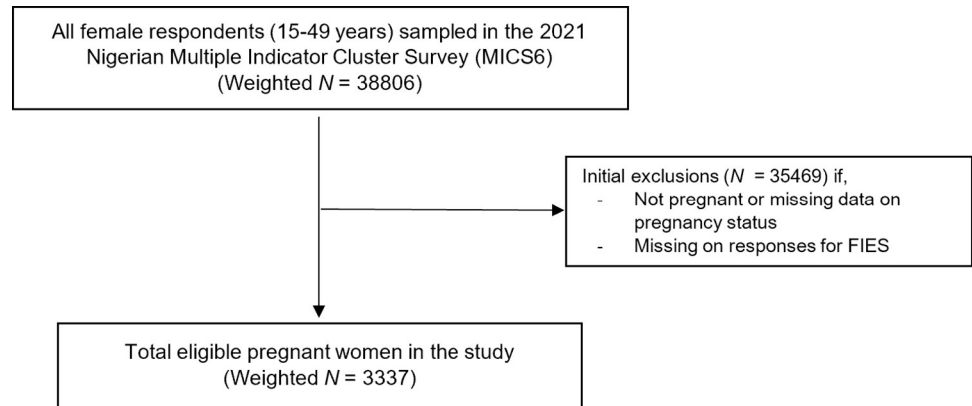 All female respondents (15-49 years) sampled in the 2021
Nigerian Multiple Indicator Cluster Survey (MICS6)
(Weighted N = 38806)
Initial exclusions (N = 35469) if,
- Not pregnant or missing data on
pregnancy status
- Missing on responses for FIES
Total eligible pregnant women in the study
(Weighted N = 3337)